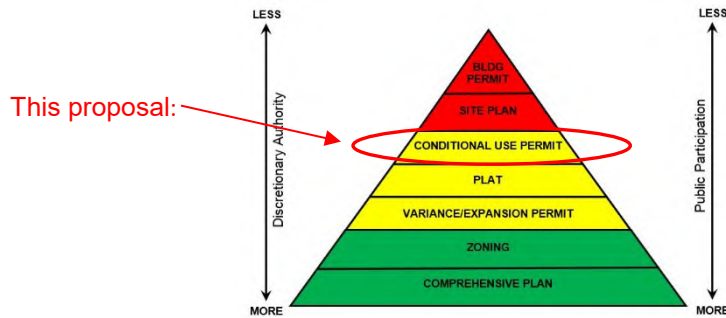 LESS
LESS
BLDG
PERMIT
This proposal:
SITE PLAN
Discretionary Authority
CONDITIONAL USE PERMIT
Public Participation
PLAT
VARIANCE/EXPANSION PERMIT
ZONING
COMPREHENSIVE PLAN
MORE
MORE